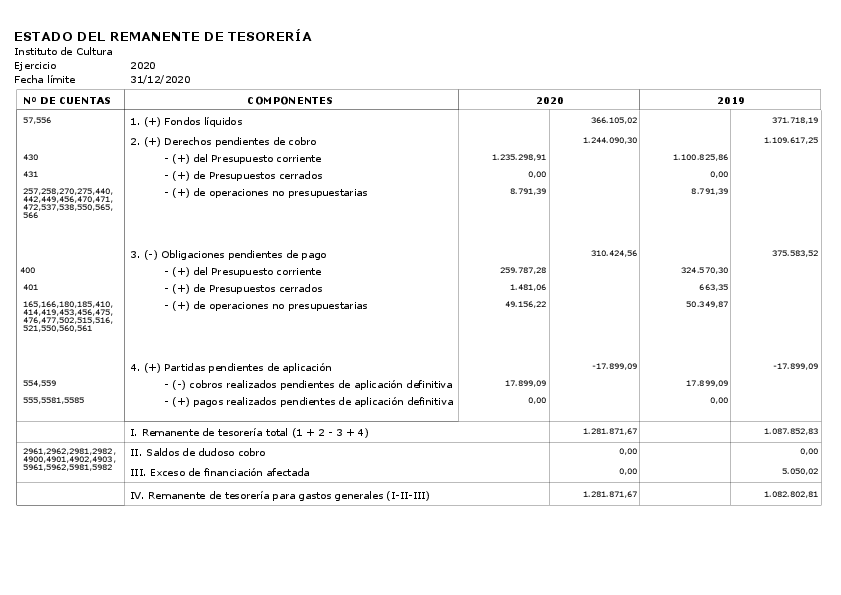 ESTADO DEL REMANENTE DE TESORERÍA
Instituto de Cultura
Ejercicio 2020
Fecha límite 31/12/2020
Nº DE CUENTAS COMPONENTES 2020 2019
57,556 1. (+) Fondos líquidos 366.105,02 371.718,19
2. (+) Derechos pendientes de cobro 1.244.090,30 1.109.617,25
430 - (+) del Presupuesto corriente 1.235.298,91 1.100.825,86
431 - (+) de Presupuestos cerrados 0,00 0,00
257,258,270,275,440, - (+) de operaciones no presupuestarias 8.791,39 8.791,39
442,449,456,470,471,
472,537,538,550,565,
566
3. (-) Obligaciones pendientes de pago 310.424,56 375.583,52
400 - (+) del Presupuesto corriente 259.787,28 324.570,30
401 - (+) de Presupuestos cerrados 1.481,06 663,35
165,166,180,185,410, - (+) de operaciones no presupuestarias 49.156,22 50.349,87
414,419,453,456,475,
476,477,502,515,516,
521,550,560,561
4. (+) Partidas pendientes de aplicación -17.899,09 -17.899,09
554,559 - (-) cobros realizados pendientes de aplicación definitiva 17.899,09 17.899,09
555,5581,5585 - (+) pagos realizados pendientes de aplicación definitiva 0,00 0,00
I. Remanente de tesorería total (1 + 2 - 3 + 4) 1.281.871,67 1.087.852,83
2961,2962,2981,2982, II. Saldos de dudoso cobro 0,00 0,00
4900,4901,4902,4903,
5961,5962,5981,5982 III. Exceso de financiación afectada 0,00 5.050,02
IV. Remanente de tesorería para gastos generales (I-II-III) 1.281.871,67 1.082.802,81